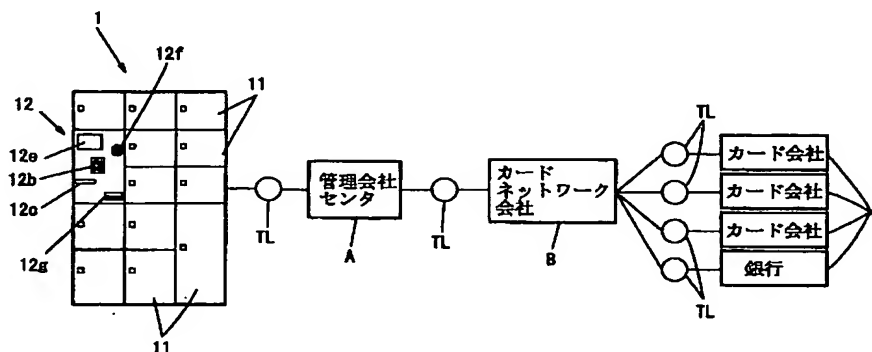 1
12f
11
12
12e
12b
12c
12g
11
TL
管理会社
センタ
A
TL
カード
ネットワーク
会社
B
TL
カード会社
カード会社
カード会社
銀行
TL